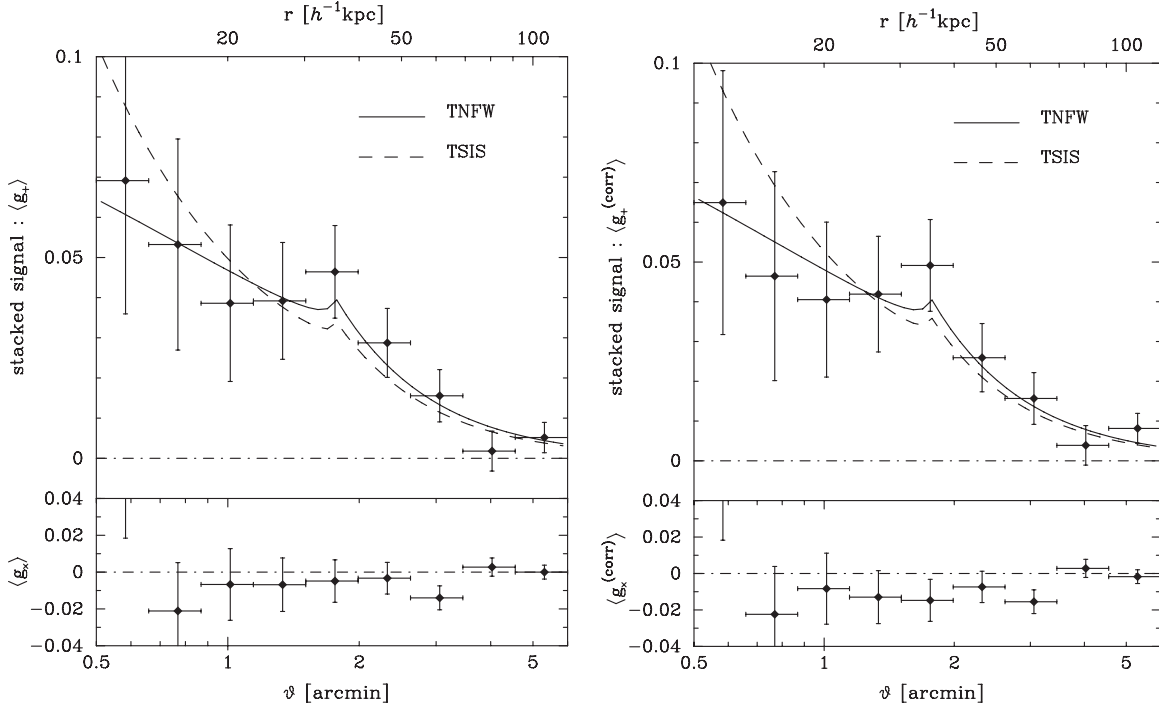 r [h⁻¹kpc]
20 50 100
0.1
TNFW
TSIS
stacked signal : ⟨g₊⟩
0.05
0
0.04
0.02
0
−0.02
−0.04
⟨gₓ⟩
0.5 1 2 5
ϑ [arcmin]
r [h⁻¹kpc]
20 50 100
0.1
TNFW
TSIS
stacked signal : ⟨g₊⁽ᶜᵒʳʳ⁾⟩
0.05
0
0.04
0.02
0
−0.02
−0.04
⟨gₓ⁽ᶜᵒʳʳ⁾⟩
0.5 1 2 5
ϑ [arcmin]